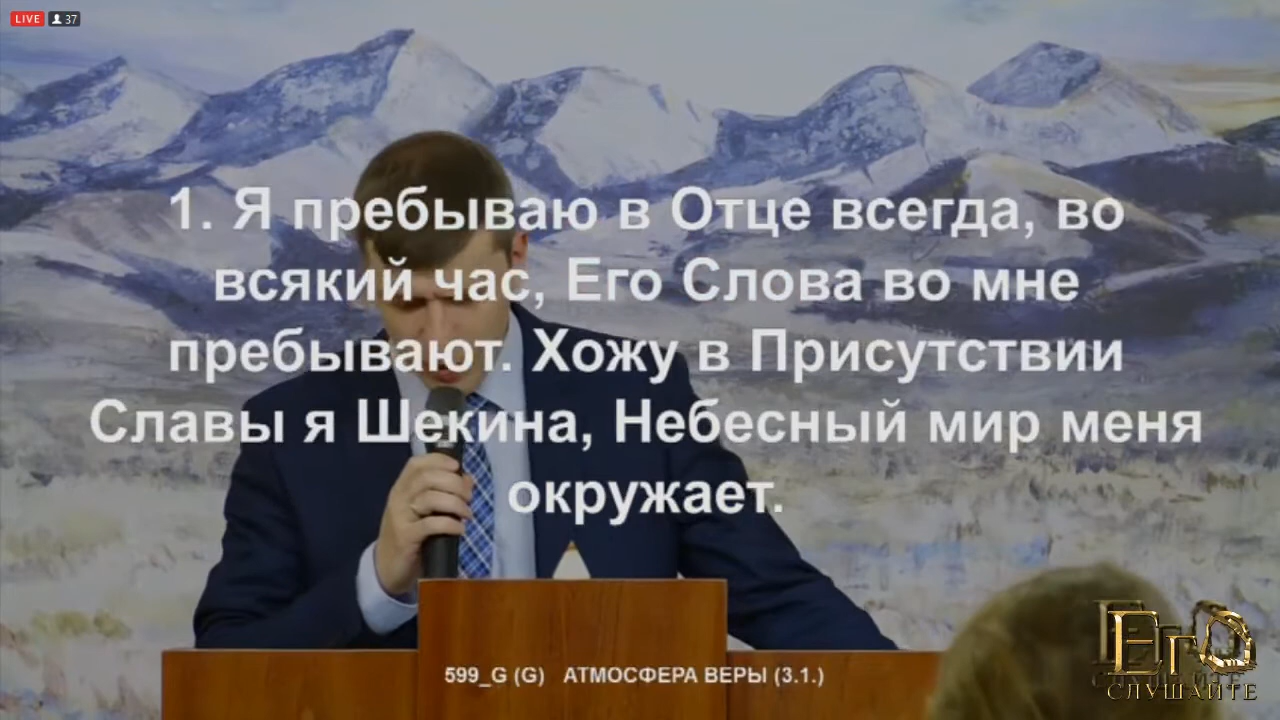 LIVE 37
1. Я пребываю в Отце всегда, во
всякий час, Его Слова во мне
пребывают. Хожу в Присутствии
Славы я Шекина, Небесный мир меня
окружает.
599_G (G) АТМОСФЕРА ВЕРЫ (3.1.)
ЕГО
СЛУШАЙТЕ